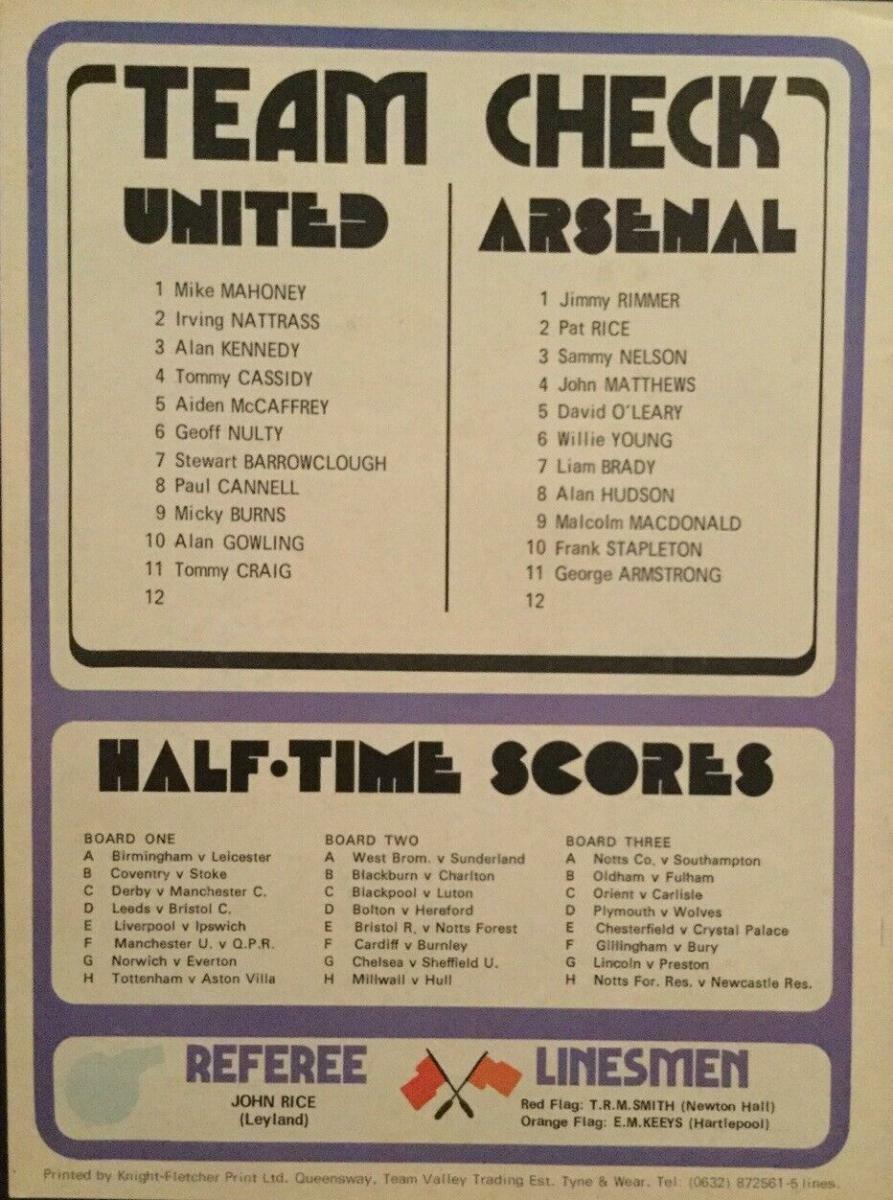 TEAM CHECK
UNITED
1 Mike MAHONEY
2 Irving NATTRASS
3 Alan KENNEDY
4 Tommy CASSIDY
5 Aiden McCAFFREY
6 Geoff NULTY
7 Stewart BARROWCLOUGH
8 Paul CANNELL
9 Micky BURNS
10 Alan GOWLING
11 Tommy CRAIG
12
ARSENAL
1 Jimmy RIMMER
2 Pat RICE
3 Sammy NELSON
4 John MATTHEWS
5 David O'LEARY
6 Willie YOUNG
7 Liam BRADY
8 Alan HUDSON
9 Malcolm MACDONALD
10 Frank STAPLETON
11 George ARMSTRONG
12
HALF·TIME SCORES
BOARD ONE
A Birmingham v Leicester
B Coventry v Stoke
C Derby v Manchester C.
D Leeds v Bristol C.
E Liverpool v Ipswich
F Manchester U. v Q.P.R.
G Norwich v Everton
H Tottenham v Aston Villa
BOARD TWO
A West Brom. v Sunderland
B Blackburn v Charlton
C Blackpool v Luton
D Bolton v Hereford
E Bristol R. v Notts Forest
F Cardiff v Burnley
G Chelsea v Sheffield U.
H Millwall v Hull
BOARD THREE
A Notts Co. v Southampton
B Oldham v Fulham
C Orient v Carlisle
D Plymouth v Wolves
E Chesterfield v Crystal Palace
F Gillingham v Bury
G Lincoln v Preston
H Notts For. Res. v Newcastle Res.
REFEREE
JOHN RICE
(Leyland)
LINESMEN
Red Flag: T.R.M.SMITH (Newton Hall)
Orange Flag: E.M.KEEYS (Hartlepool)
Printed by Knight-Fletcher Print Ltd. Queensway, Team Valley Trading Est. Tyne & Wear. Tel: (0632) 872561-5 lines.